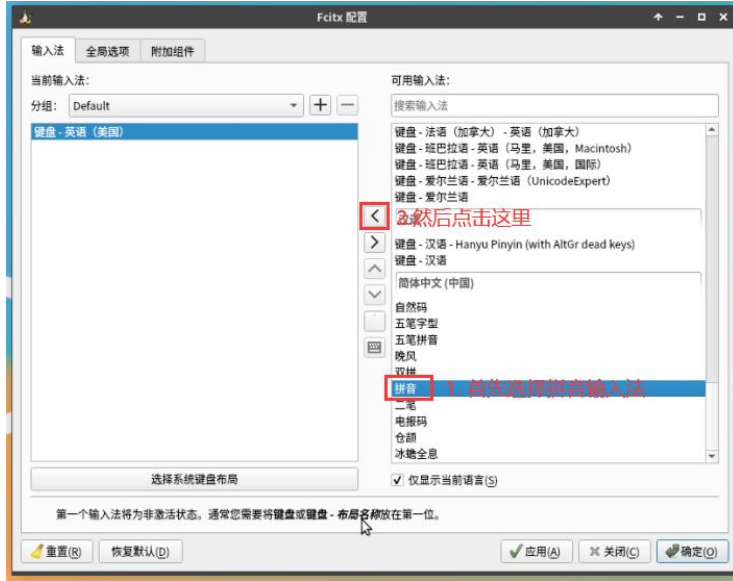 Fcitx 配置
输入法 全局选项 附加组件
当前输入法:
分组: Default
键盘 - 英语（美国）
选择系统键盘布局
可用输入法:
搜索输入法
键盘 - 法语（加拿大）- 英语（加拿大）
键盘 - 班巴拉语 - 英语（马里，美国，Macintosh）
键盘 - 班巴拉语 - 英语（马里，美国，国际）
键盘 - 爱尔兰语 - 爱尔兰语（UnicodeExpert）
键盘 - 爱尔兰语
2.然后点击这里
键盘 - 汉语 - Hanyu Pinyin (with AltGr dead keys)
键盘 - 汉语
简体中文 (中国)
自然码
五笔字型
五笔拼音
晚风
双拼
拼音
1. 首先选择拼音输入法
二笔
电报码
仓颉
冰蟾全息
仅显示当前语言(S)
第一个输入法将为非激活状态。通常您需要将键盘或键盘 - 布局名称放在第一位。
重置(R) 恢复默认(D) 应用(A) 关闭(C) 确定(O)